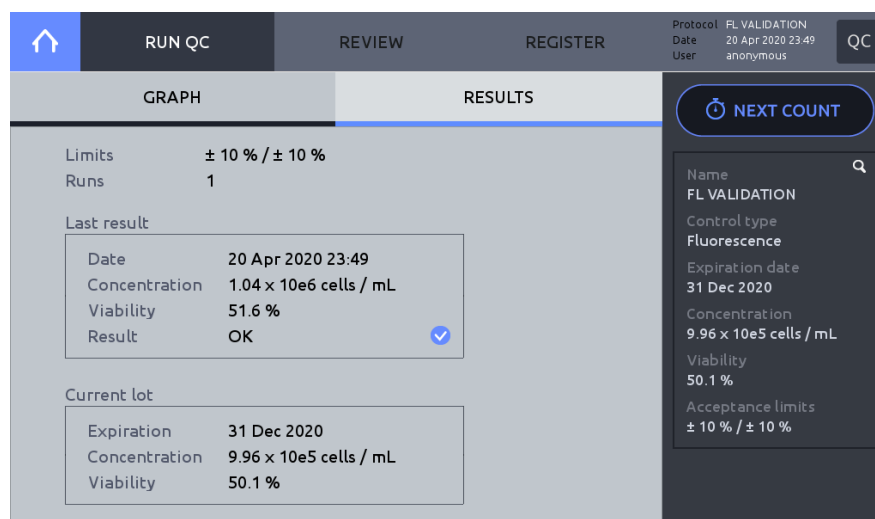 RUN QC
REVIEW
REGISTER
Protocol FL VALIDATION
Date 20 Apr 2020 23:49
User anonymous
QC
GRAPH
RESULTS
NEXT COUNT
Limits ± 10 % / ± 10 %
Runs 1
Last result
Date 20 Apr 2020 23:49
Concentration 1.04 x 10e6 cells / mL
Viability 51.6 %
Result OK
Current lot
Expiration 31 Dec 2020
Concentration 9.96 x 10e5 cells / mL
Viability 50.1 %
Name
FL VALIDATION
Control type
Fluorescence
Expiration date
31 Dec 2020
Concentration
9.96 x 10e5 cells / mL
Viability
50.1 %
Acceptance limits
± 10 % / ± 10 %